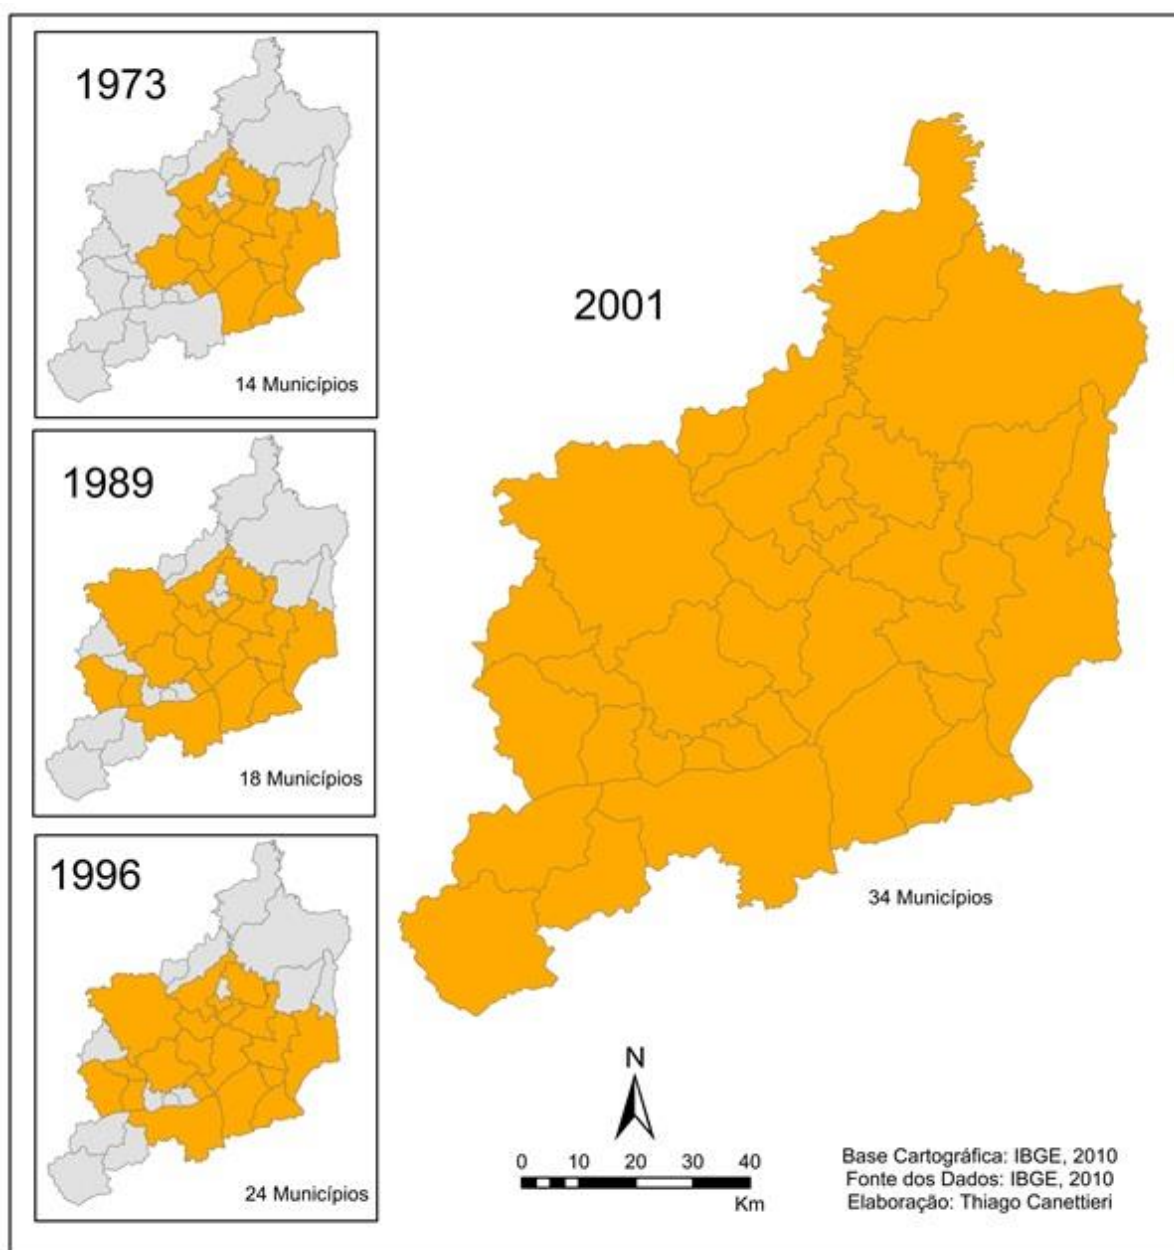 1973
14 Municípios
1989
18 Municípios
1996
24 Municípios
2001
34 Municípios
N
0 10 20 30 40
Km
Base Cartográfica: IBGE, 2010
Fonte dos Dados: IBGE, 2010
Elaboração: Thiago Canettieri